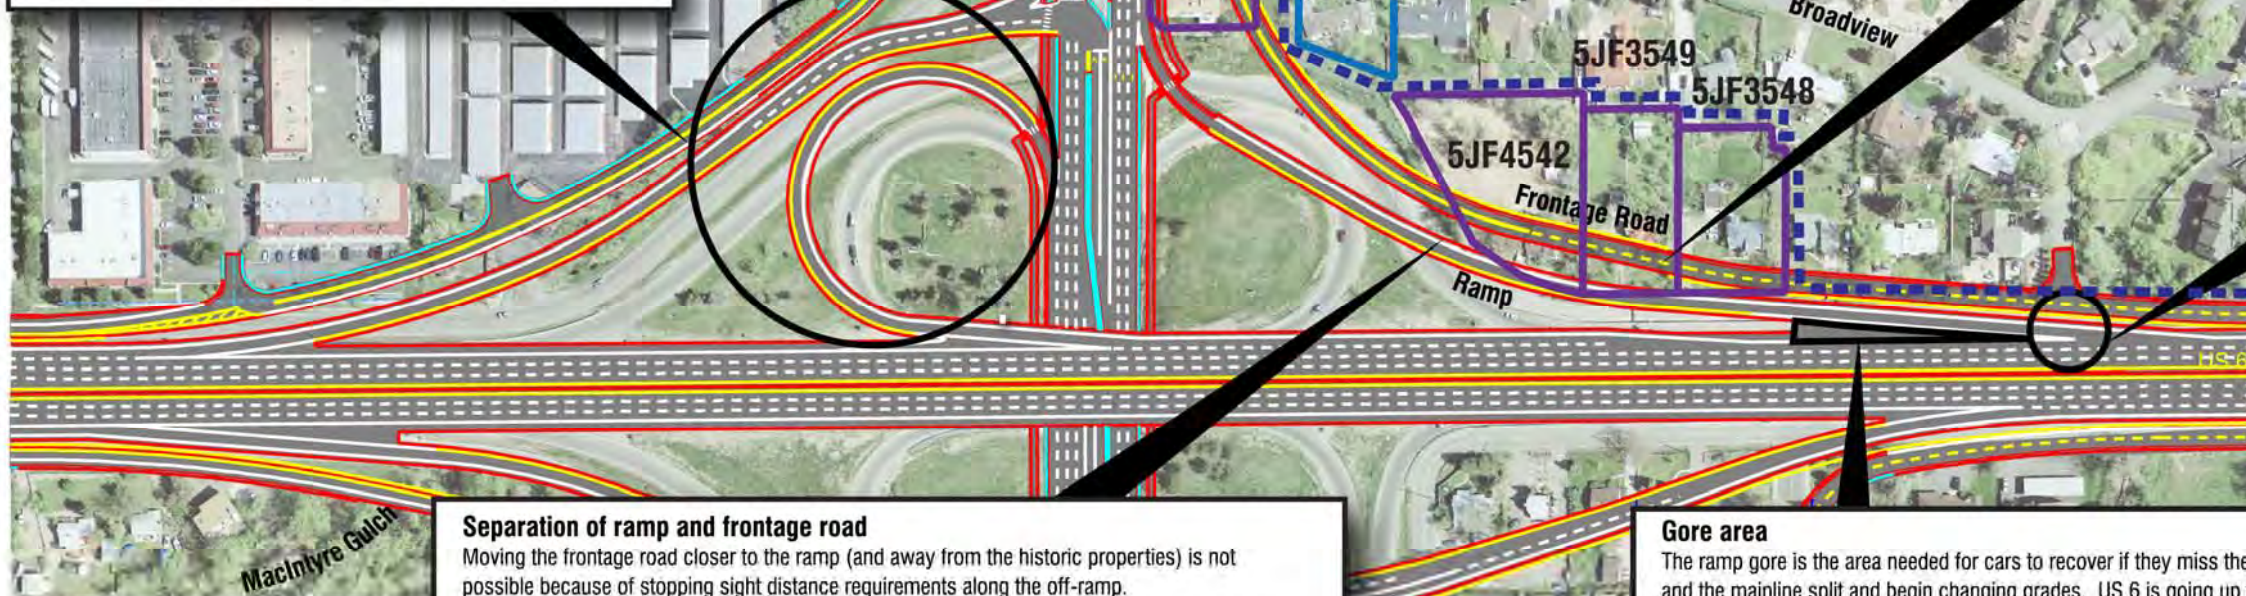 Broadview
5JF3549
5JF3548
5JF4542
Frontage Road
Ramp
US 6
MacIntyre Gulch
Separation of ramp and frontage road
Moving the frontage road closer to the ramp (and away from the historic properties) is not
possible because of stopping sight distance requirements along the off-ramp.
Gore area
The ramp gore is the area needed for cars to recover if they miss the
and the mainline split and begin changing grades. US 6 is going up